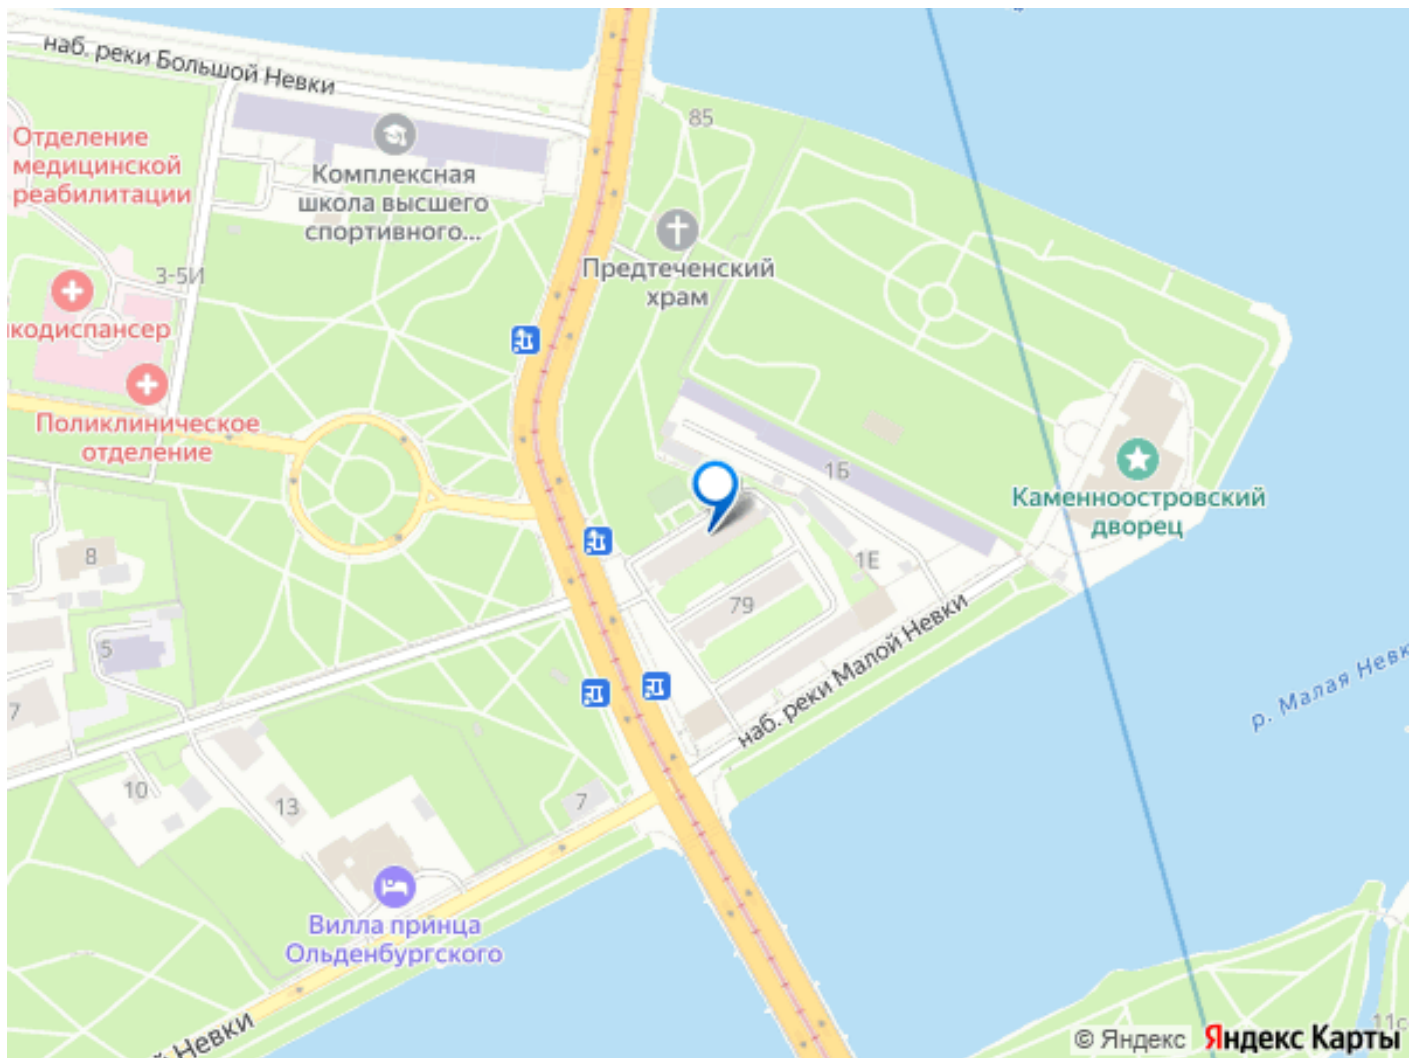 наб. реки Большой Невки
85
Отделение
медицинской
реабилитации
Комплексная
школа высшего
спортивного...
3-5И
Предтеченский
храм
кодиспансер
Поликлиническое
отделение
1Б
Каменноостровский
дворец
8
1Е
79
5
наб. реки Малой Невки
р. Малая Невк
7
10
13
7
Вилла принца
Ольденбургского
й Невки
11с
© Яндекс Яндекс Карты